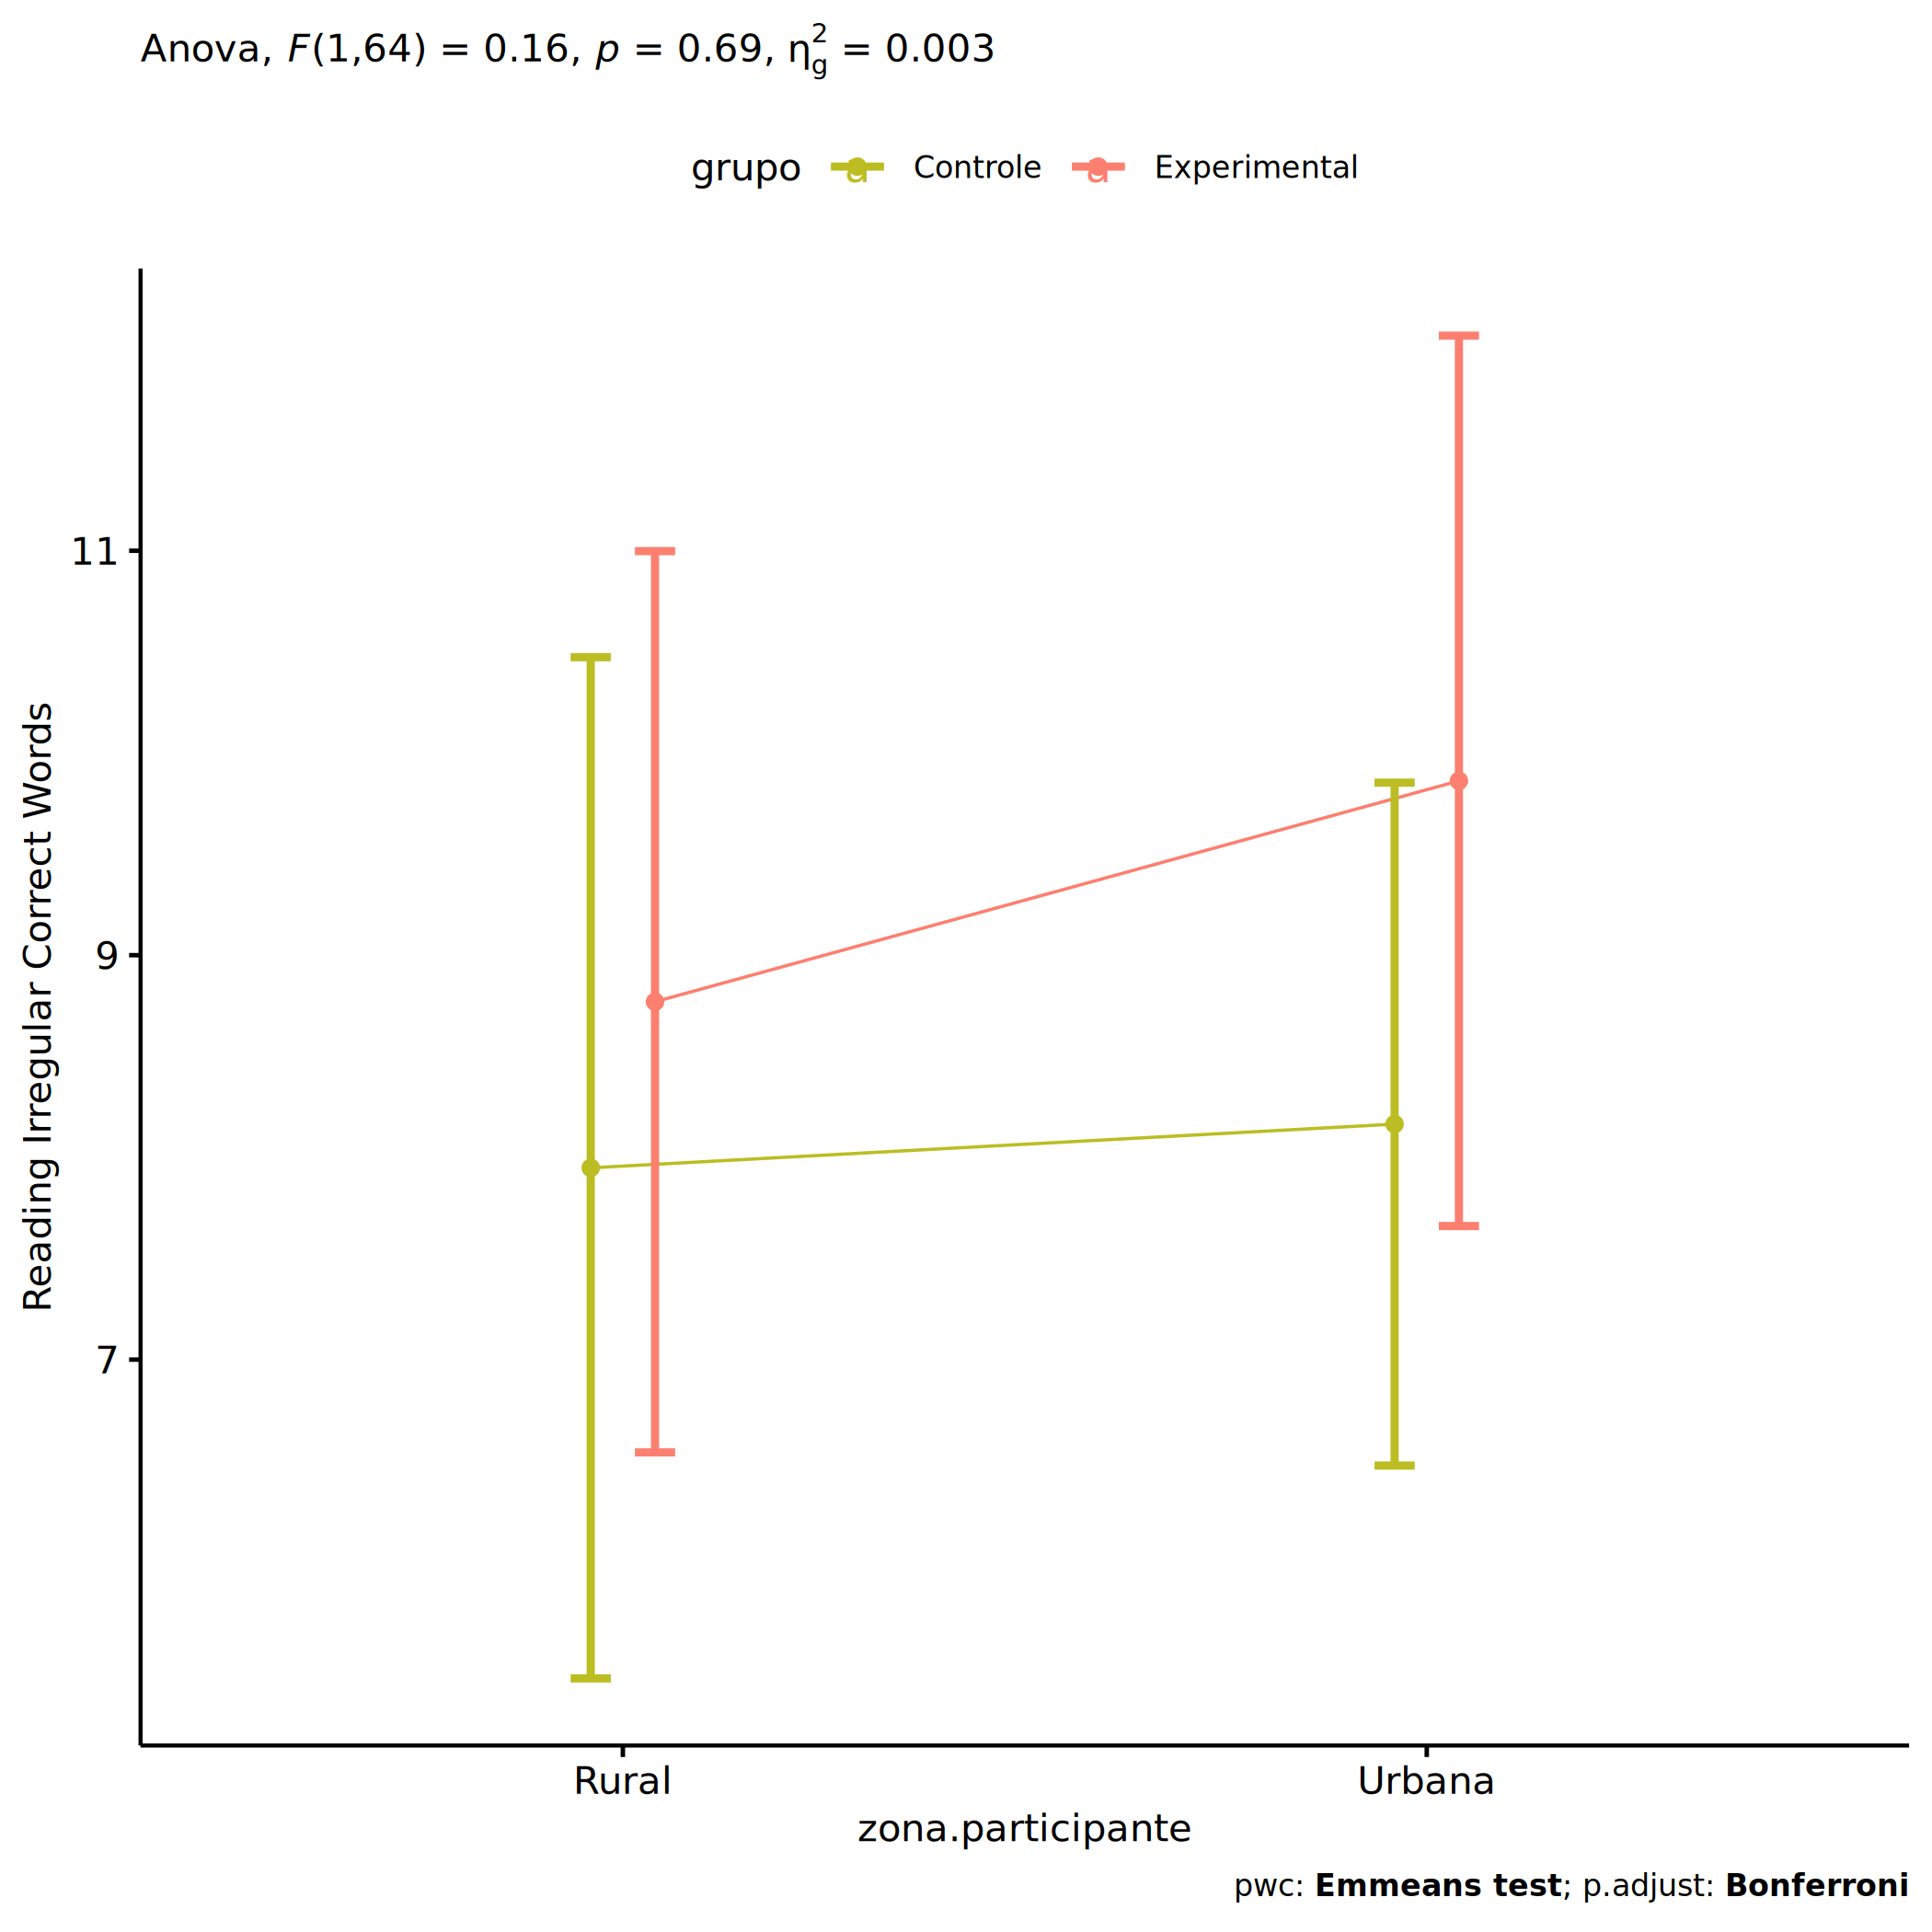 Anova, F(1,64) = 0.16, p = 0.69, η²g = 0.003
grupo a Controle a Experimental
Reading Irregular Correct Words
11
9
7
Rural Urbana
zona.participante
pwc: Emmeans test; p.adjust: Bonferroni